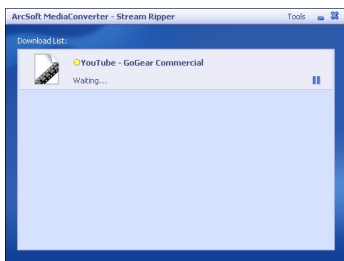 ArcSoft MediaConverter - Stream Ripper Tools
Download List:
YouTube - GoGear Commercial
Waiting...